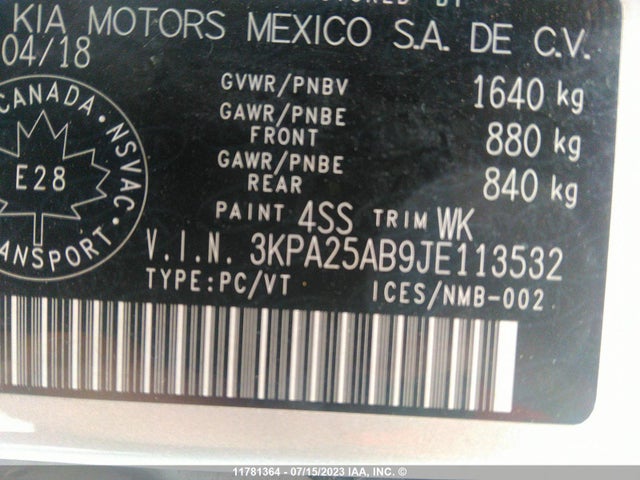 KIA MOTORS MEXICO S.A. DE C.V.
04/18
CANADA · NSVAC
E28
TRANSPORT
GVWR/PNBV 1640 kg
GAWR/PNBE FRONT 880 kg
GAWR/PNBE REAR 840 kg
PAINT 4SS TRIM WK
V.I.N. 3KPA25AB9JE113532
TYPE:PC/VT ICES/NMB-002
11781364 - 07/15/2023 IAA, INC. ©